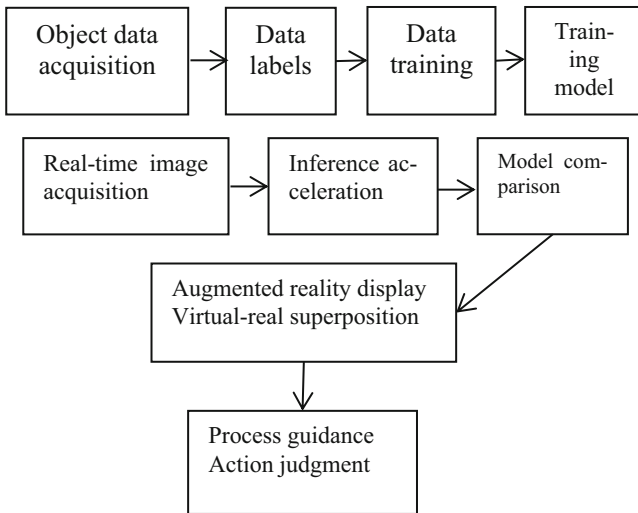 Object data
acquisition
Data
labels
Data
training
Train-
ing
model
Real-time image
acquisition
Inference ac-
celeration
Model com-
parison
Augmented reality display
Virtual-real superposition
Process guidance
Action judgment